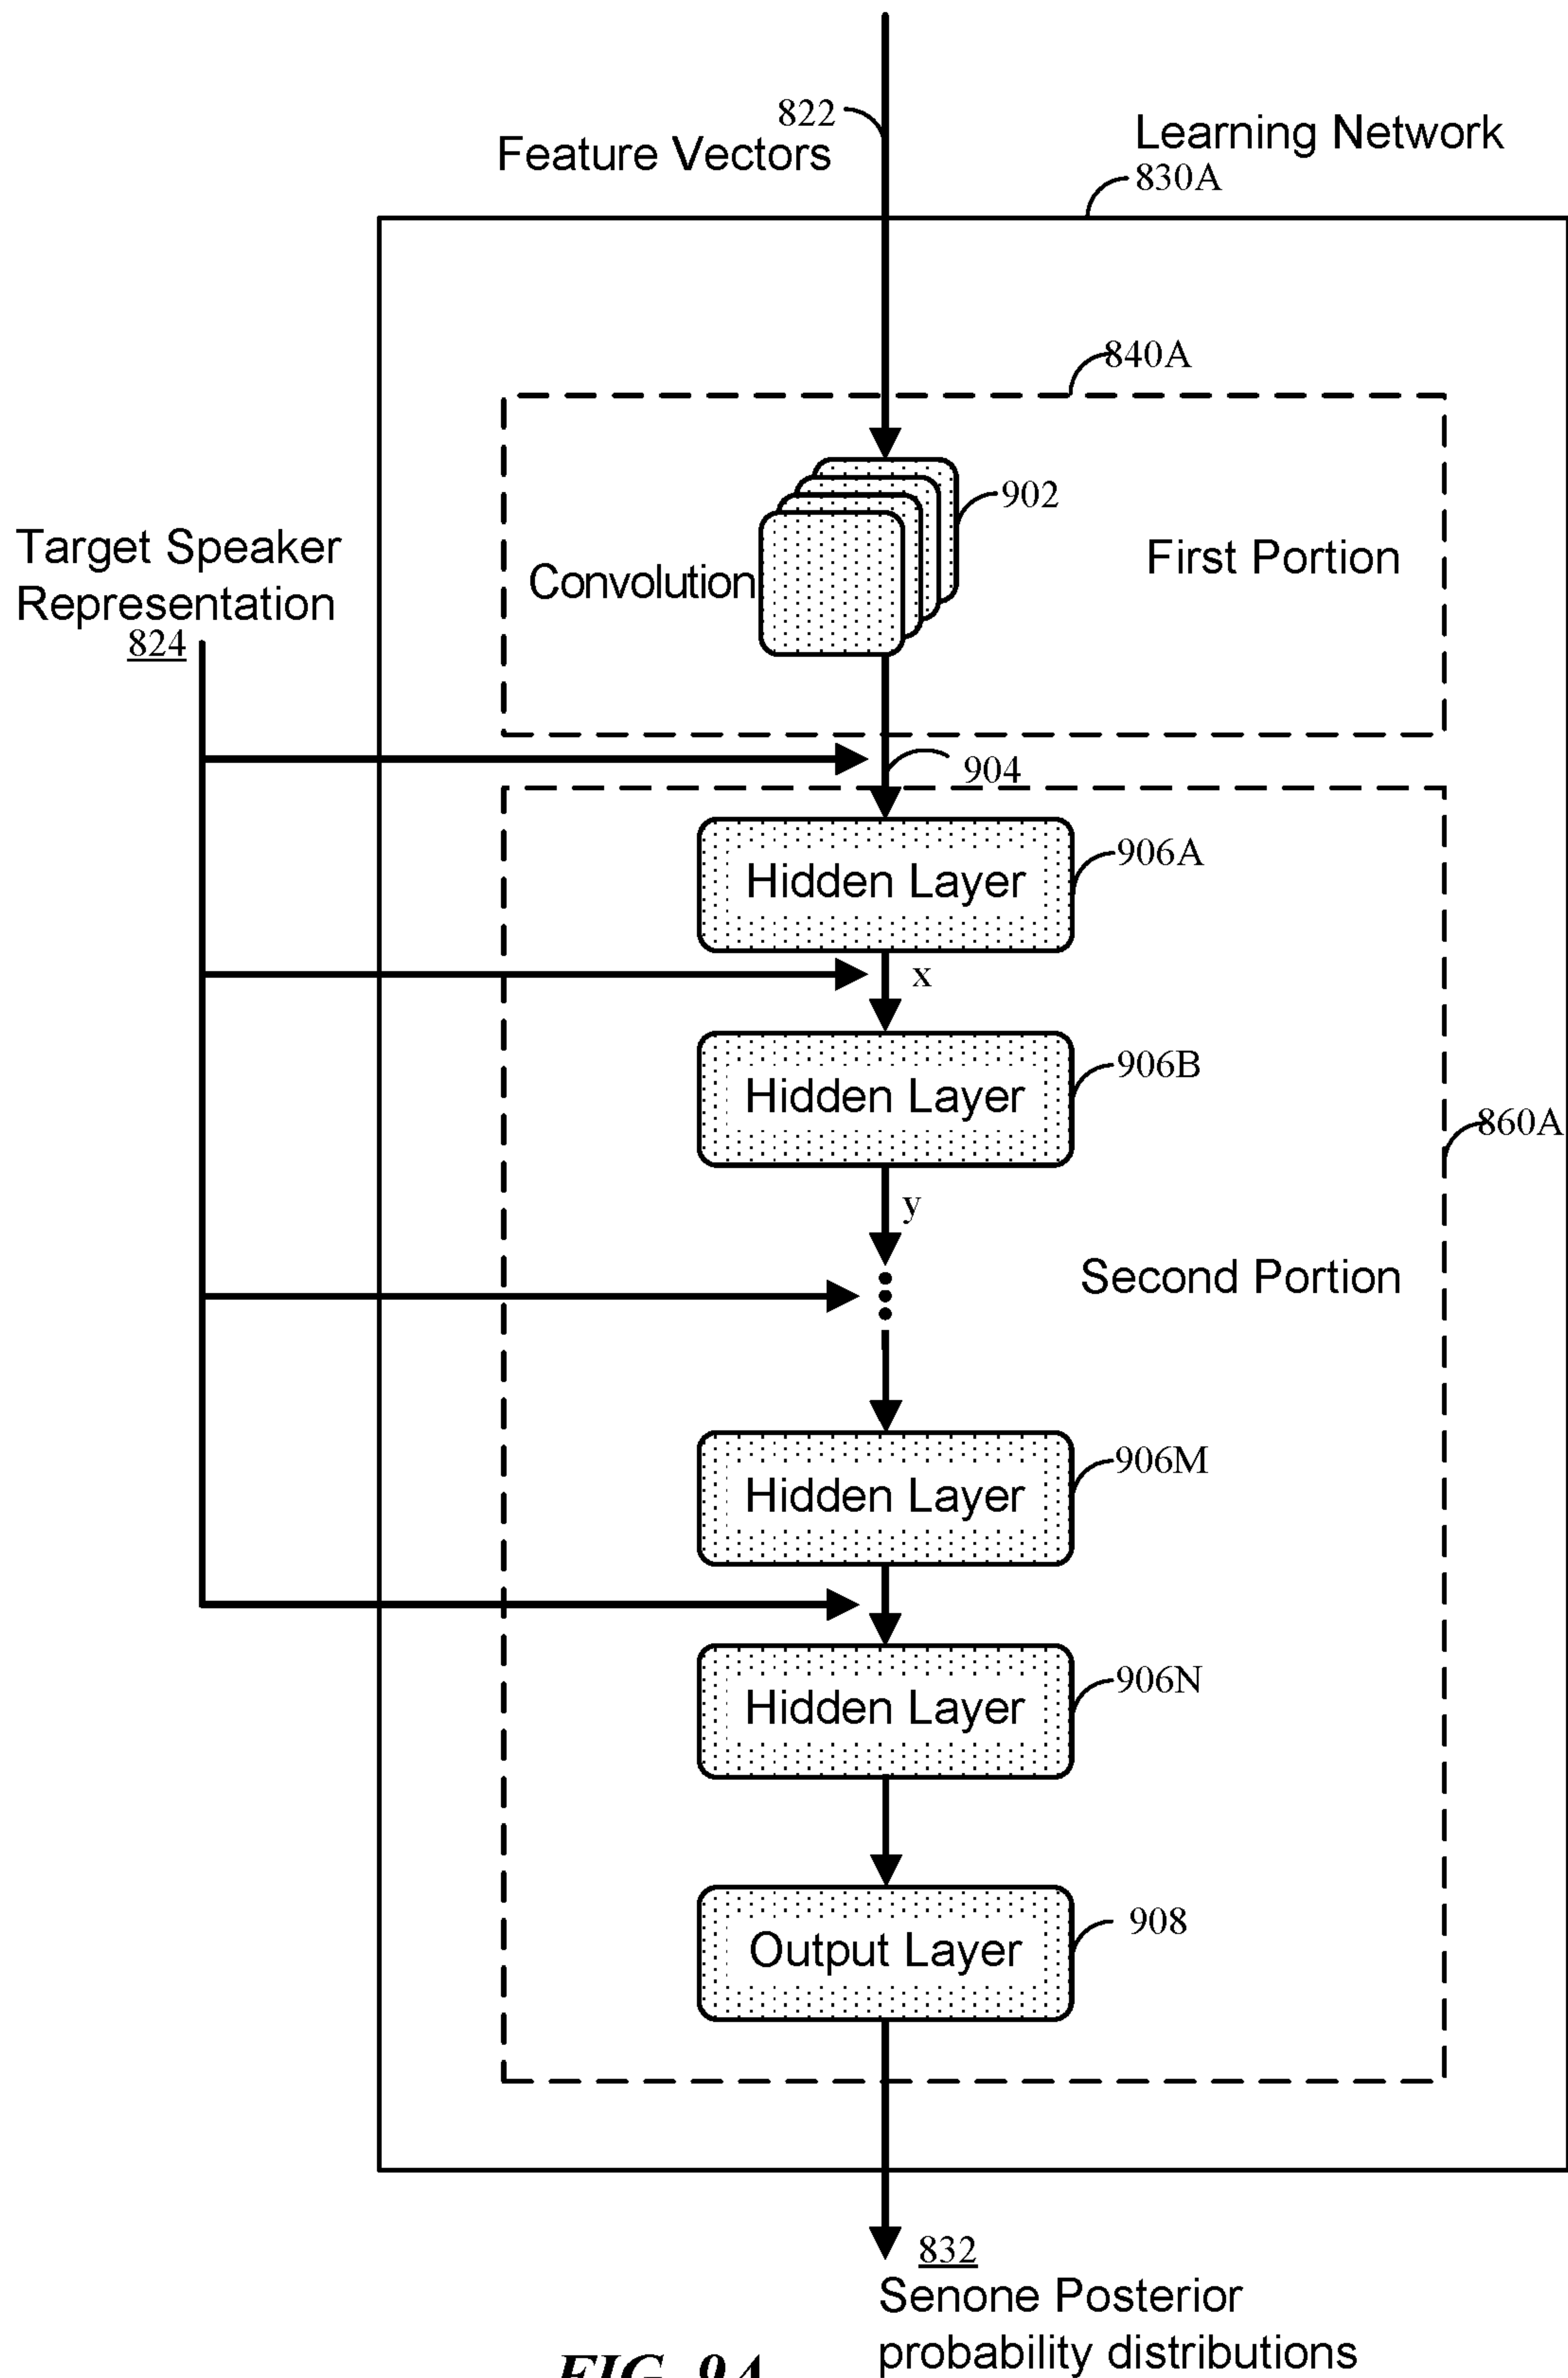 822
Feature Vectors
Learning Network
830A
840A
902
Target Speaker
Representation
824
Convolution
First Portion
904
Hidden Layer
906A
x
Hidden Layer
906B
860A
y
Second Portion
Hidden Layer
906M
Hidden Layer
906N
Output Layer
908
832
Senone Posterior
probability distributions
FIG. 9A